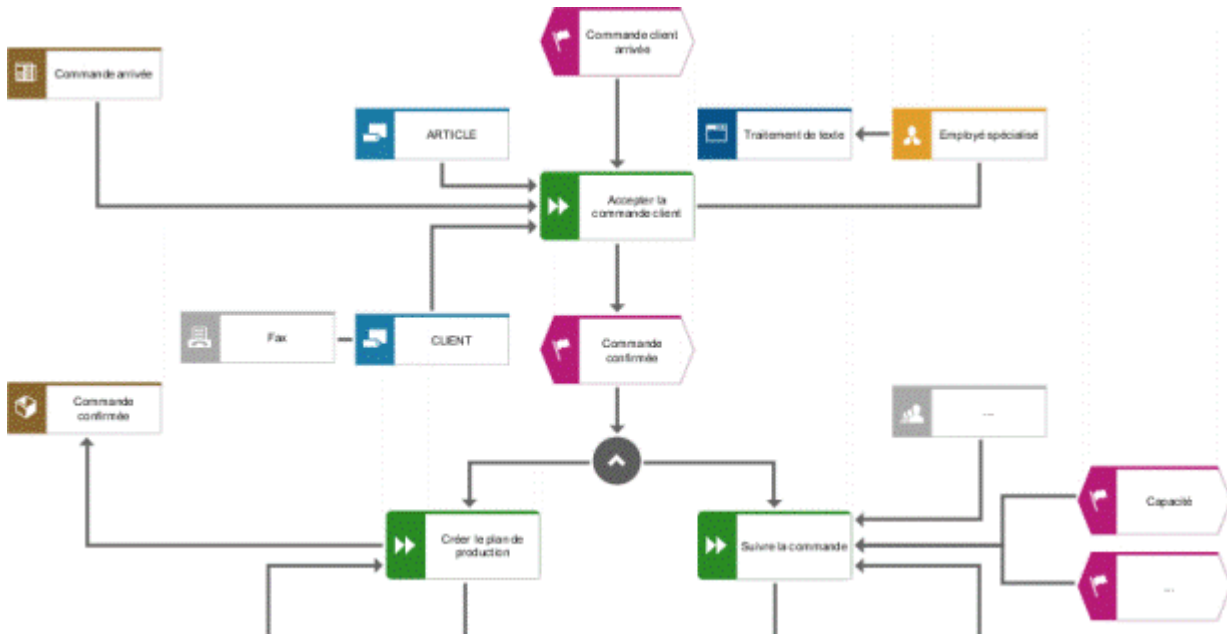 Commande client
arrivée
Commande arrivée
ARTICLE
Traitement de texte
Employé spécialisé
Accepter la
commande client
Fax
CLIENT
Commande
confirmée
Commande
confirmée
...
Capacité
Créer le plan de
production
Suivre la commande
...